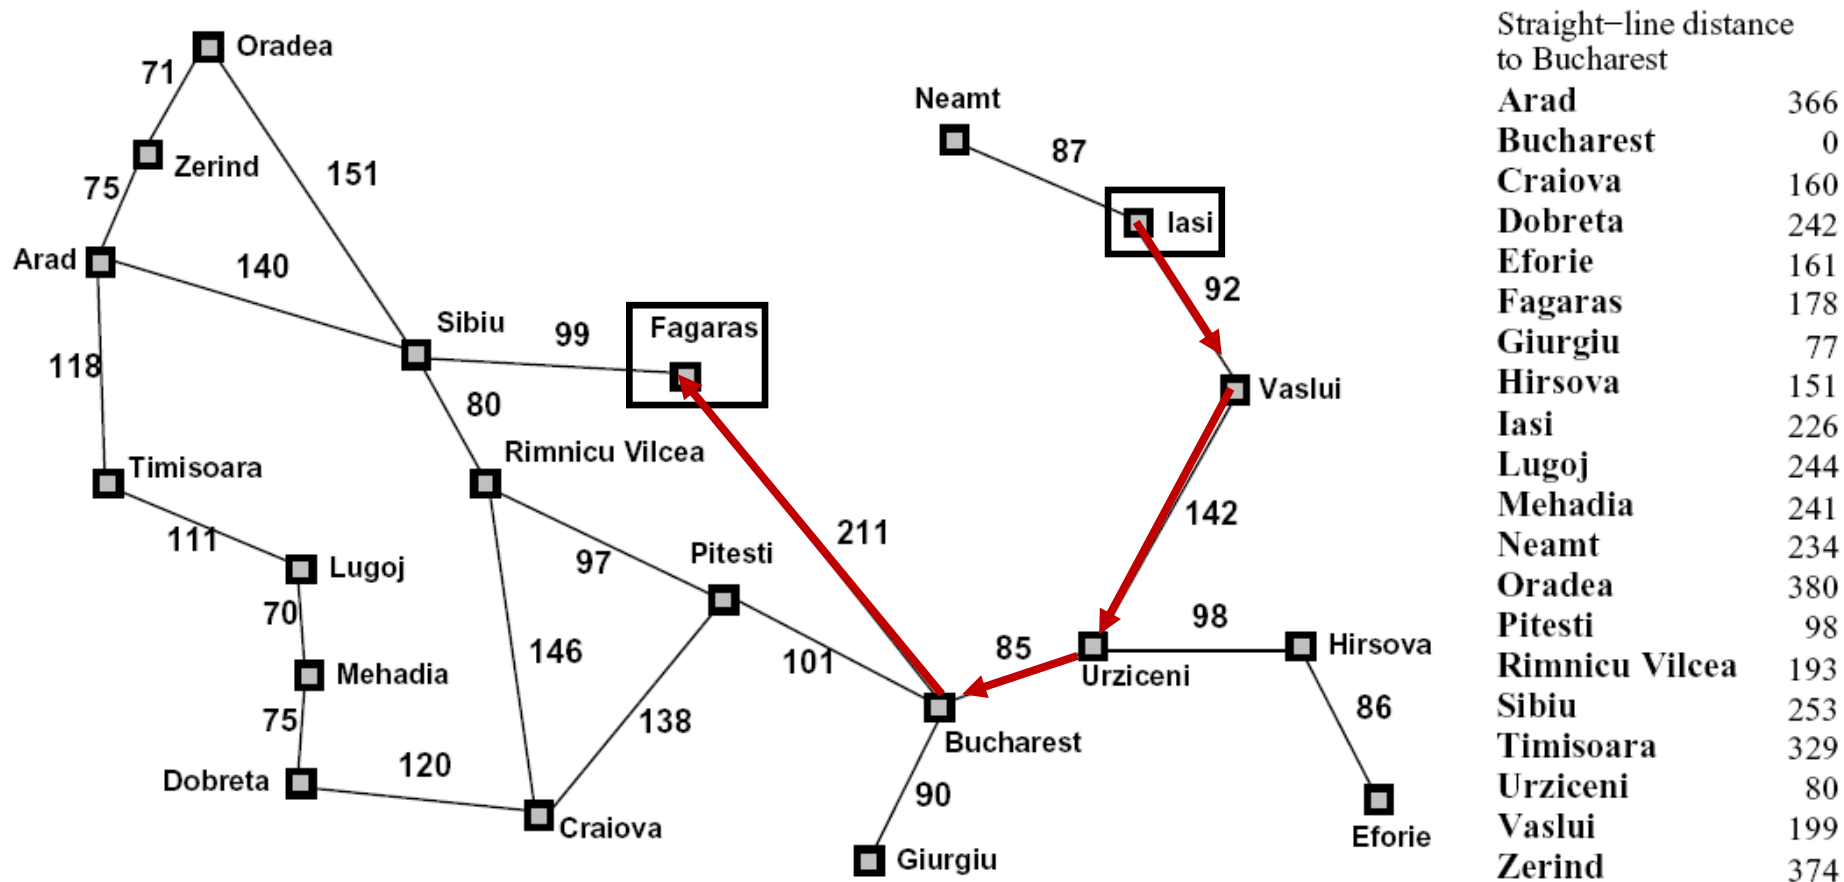 Oradea
71
Neamt
Zerind
151
87
75
Iasi
Arad
140
92
Sibiu
99
Fagaras
118
80
Vaslui
Rimnicu Vilcea
Timisoara
142
211
111
97
Pitesti
Lugoj
70
98
Hirsova
146
101
85
Urziceni
Mehadia
75
138
86
Bucharest
120
Dobreta
90
Craiova
Eforie
Giurgiu
Straight−line distance
to Bucharest
Arad 366
Bucharest 0
Craiova 160
Dobreta 242
Eforie 161
Fagaras 178
Giurgiu 77
Hirsova 151
Iasi 226
Lugoj 244
Mehadia 241
Neamt 234
Oradea 380
Pitesti 98
Rimnicu Vilcea 193
Sibiu 253
Timisoara 329
Urziceni 80
Vaslui 199
Zerind 374